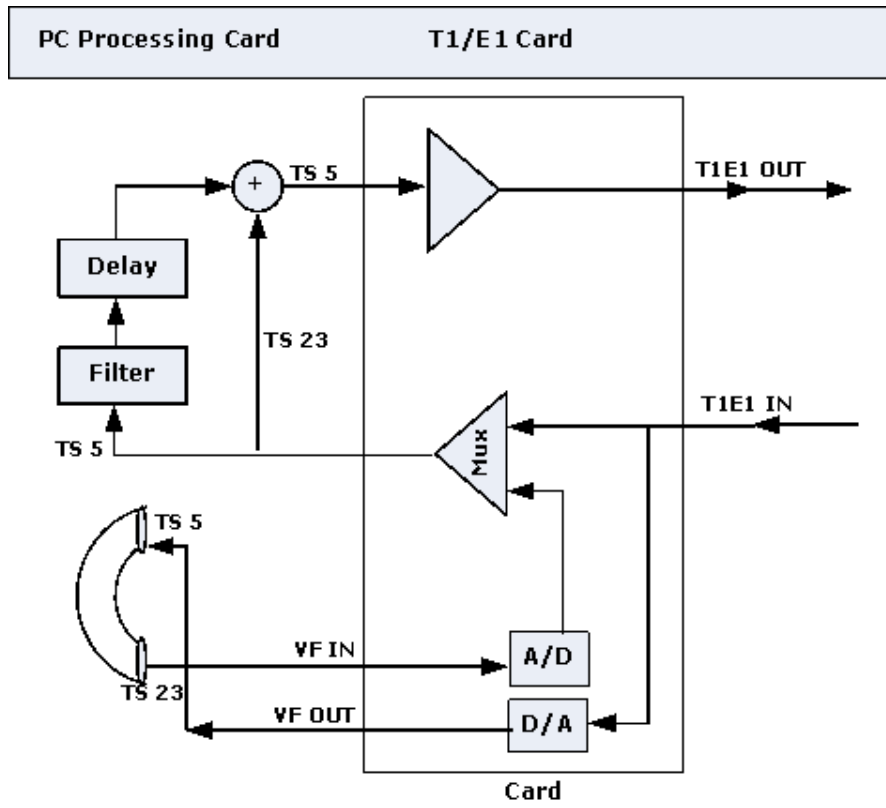 PC Processing Card T1/E1 Card
+
TS 5
T1E1 OUT
Delay
TS 23
Filter
T1E1 IN
TS 5
Mux
TS 5
VF IN
A/D
TS 23
VF OUT
D/A
Card